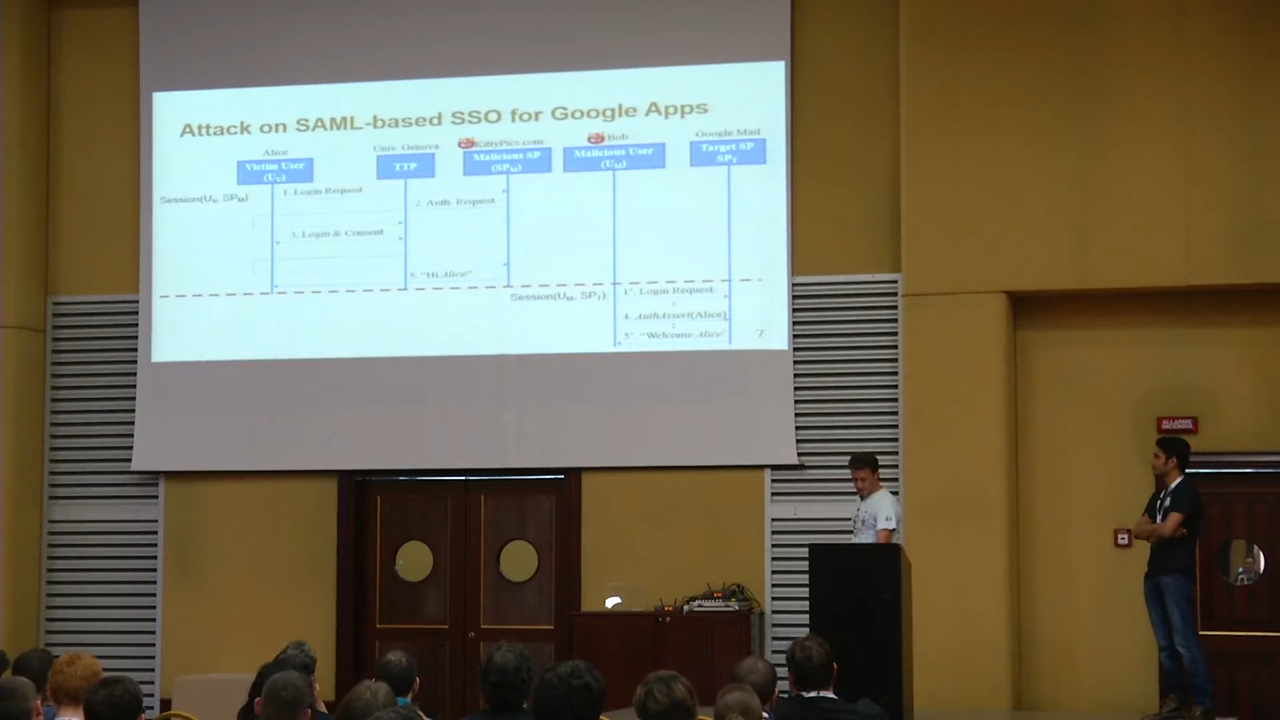 Attack on SAML-based SSO for Google Apps
Alice
Univ. Genova
KittyPics.com
Bob
Google Mail
Victim User
(U_V)
TTP
Malicious SP
(SP_M)
Malicious User
(U_M)
Target SP
SP_T
Session(U_V, SP_M)
1. Login Request
2. Auth. Request
3. Login & Consent
5. "Hi Alice"
Session(U_M, SP_T)
1'. Login Request
:
4. AuthAssert(Alice)
:
5'. "Welcome Alice"
7
ALLARME
INCENDIO